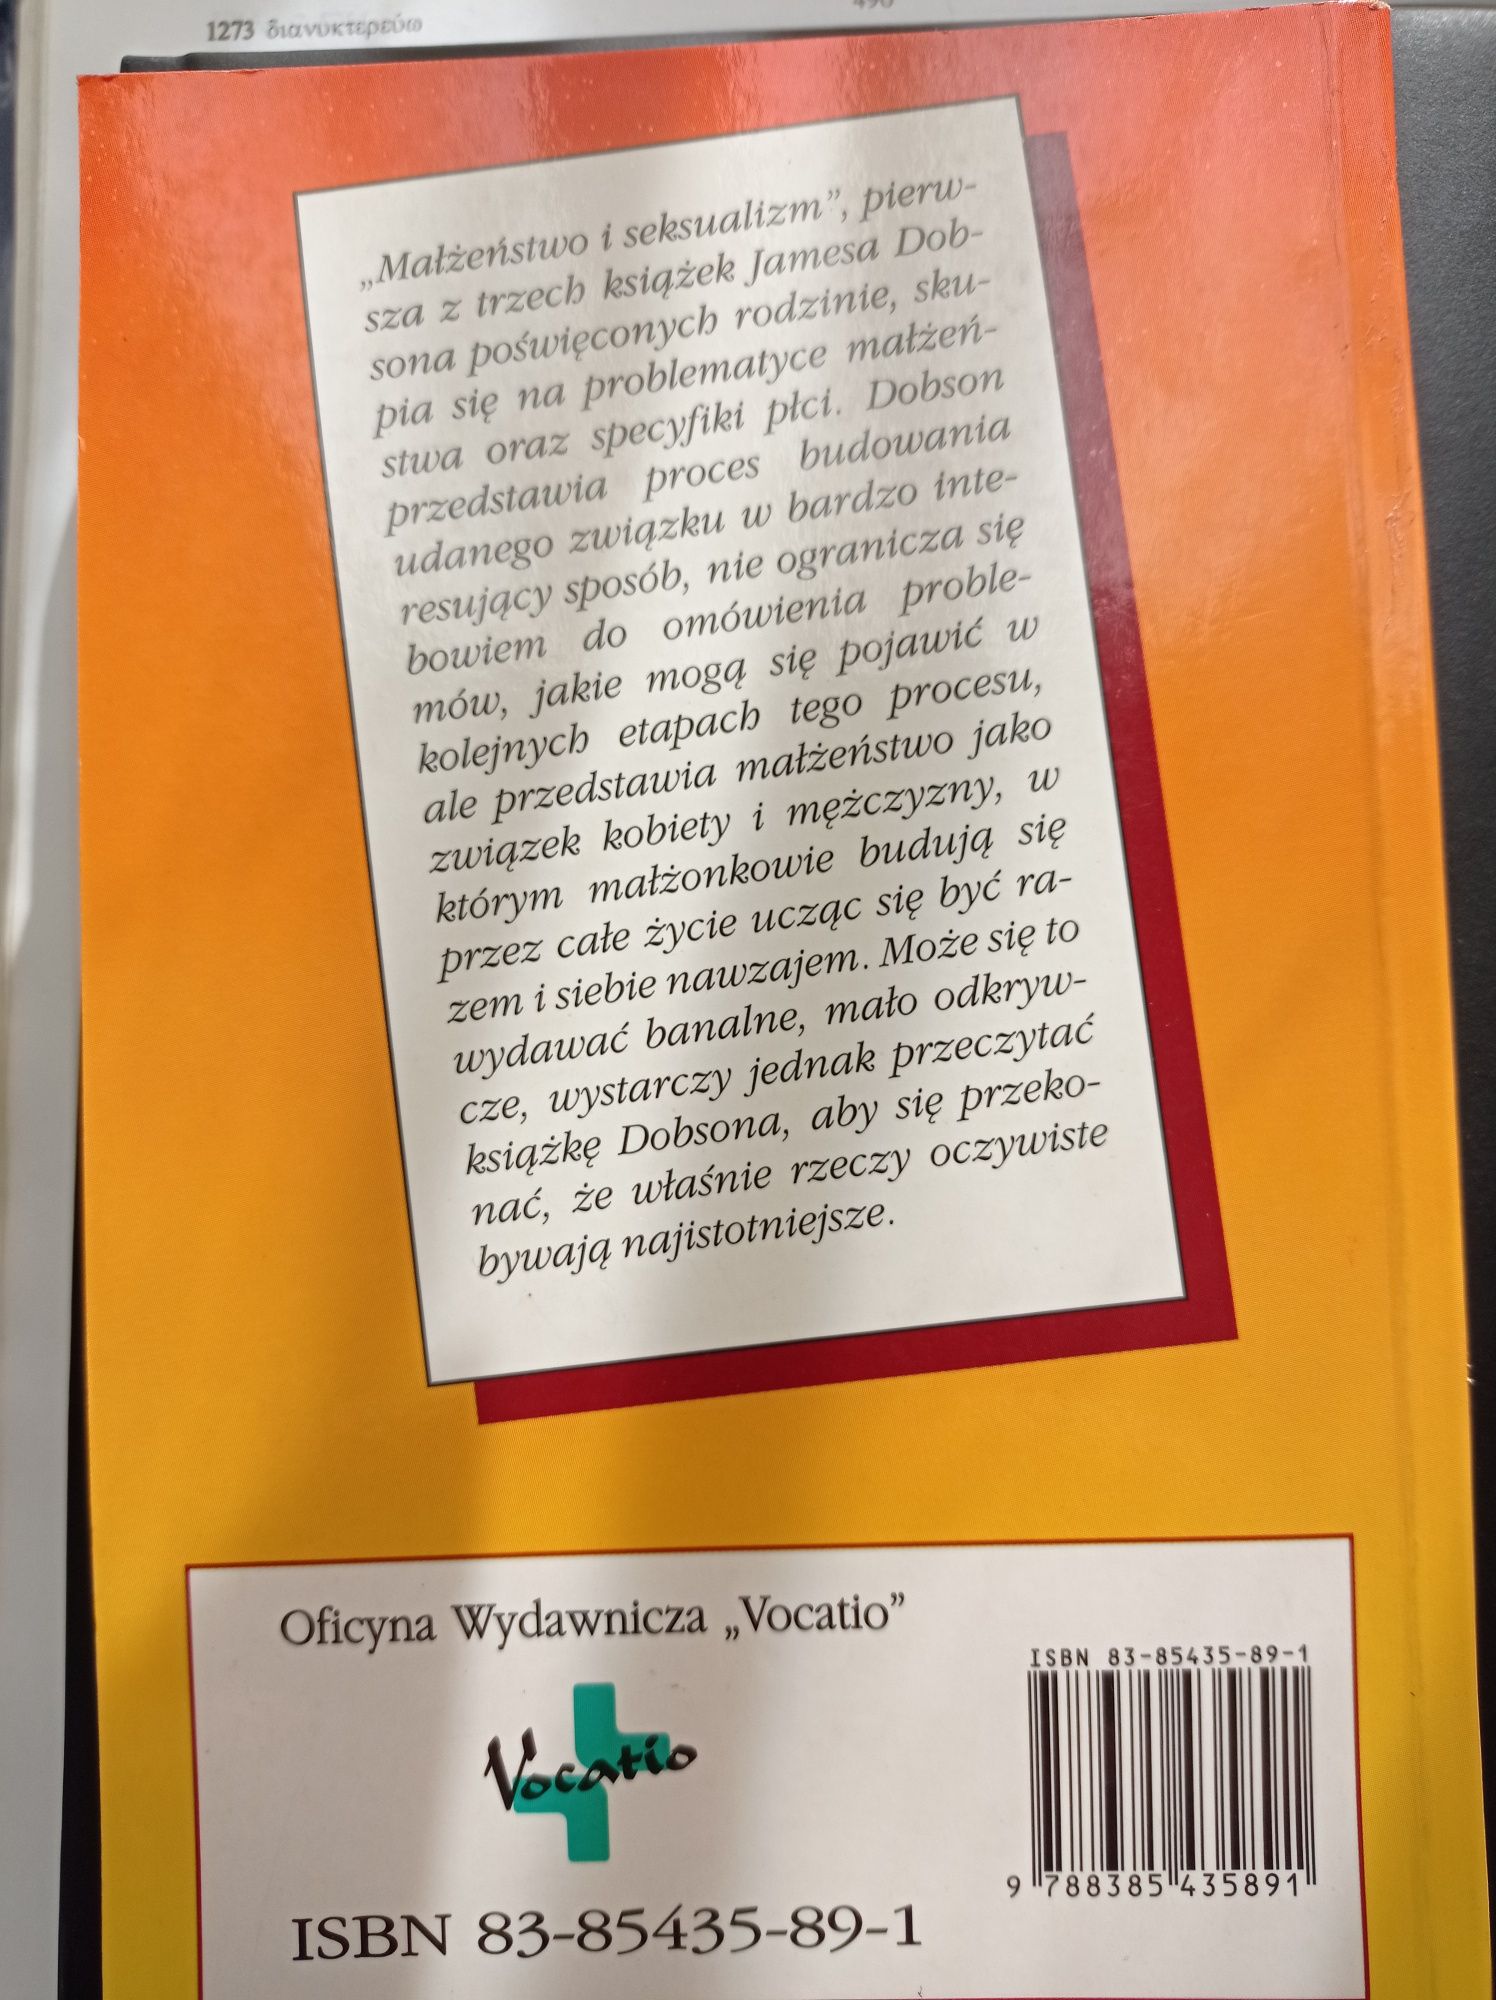 1273 διανυκτερεύω
„Małżeństwo i seksualizm”, pierw-
sza z trzech książek Jamesa Dob-
sona poświęconych rodzinie, sku-
pia się na problematyce małżeń-
stwa oraz specyfiki płci. Dobson
przedstawia proces budowania
udanego związku w bardzo inte-
resujący sposób, nie ogranicza się
bowiem do omówienia proble-
mów, jakie mogą się pojawić w
kolejnych etapach tego procesu,
ale przedstawia małżeństwo jako
związek kobiety i mężczyzny, w
którym małżonkowie budują się
przez całe życie ucząc się być ra-
zem i siebie nawzajem. Może się to
wydawać banalne, mało odkryw-
cze, wystarczy jednak przeczytać
książkę Dobsona, aby się przeko-
nać, że właśnie rzeczy oczywiste
bywają najistotniejsze.
Oficyna Wydawnicza „Vocatio”
Vocatio
ISBN 83-85435-89-1
9 788385 435891
ISBN 83-85435-89-1